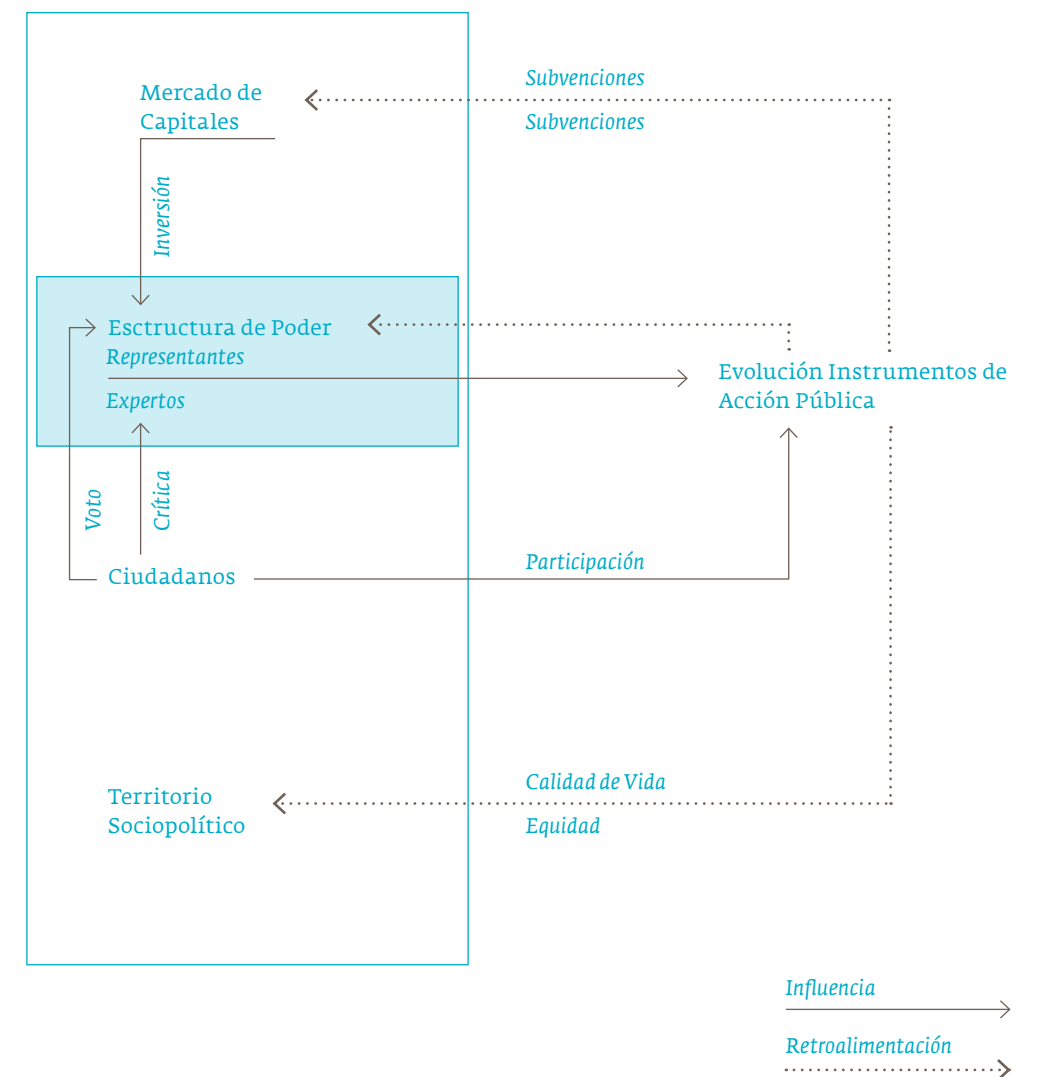 Subvenciones
Mercado de
Capitales
Subvenciones
Inversión
Esctructura de Poder
Representantes
Expertos
Evolución Instrumentos de
Acción Pública
Voto
Crítica
Ciudadanos
Participación
Calidad de Vida
Territorio
Sociopolítico
Equidad
Influencia
Retroalimentación